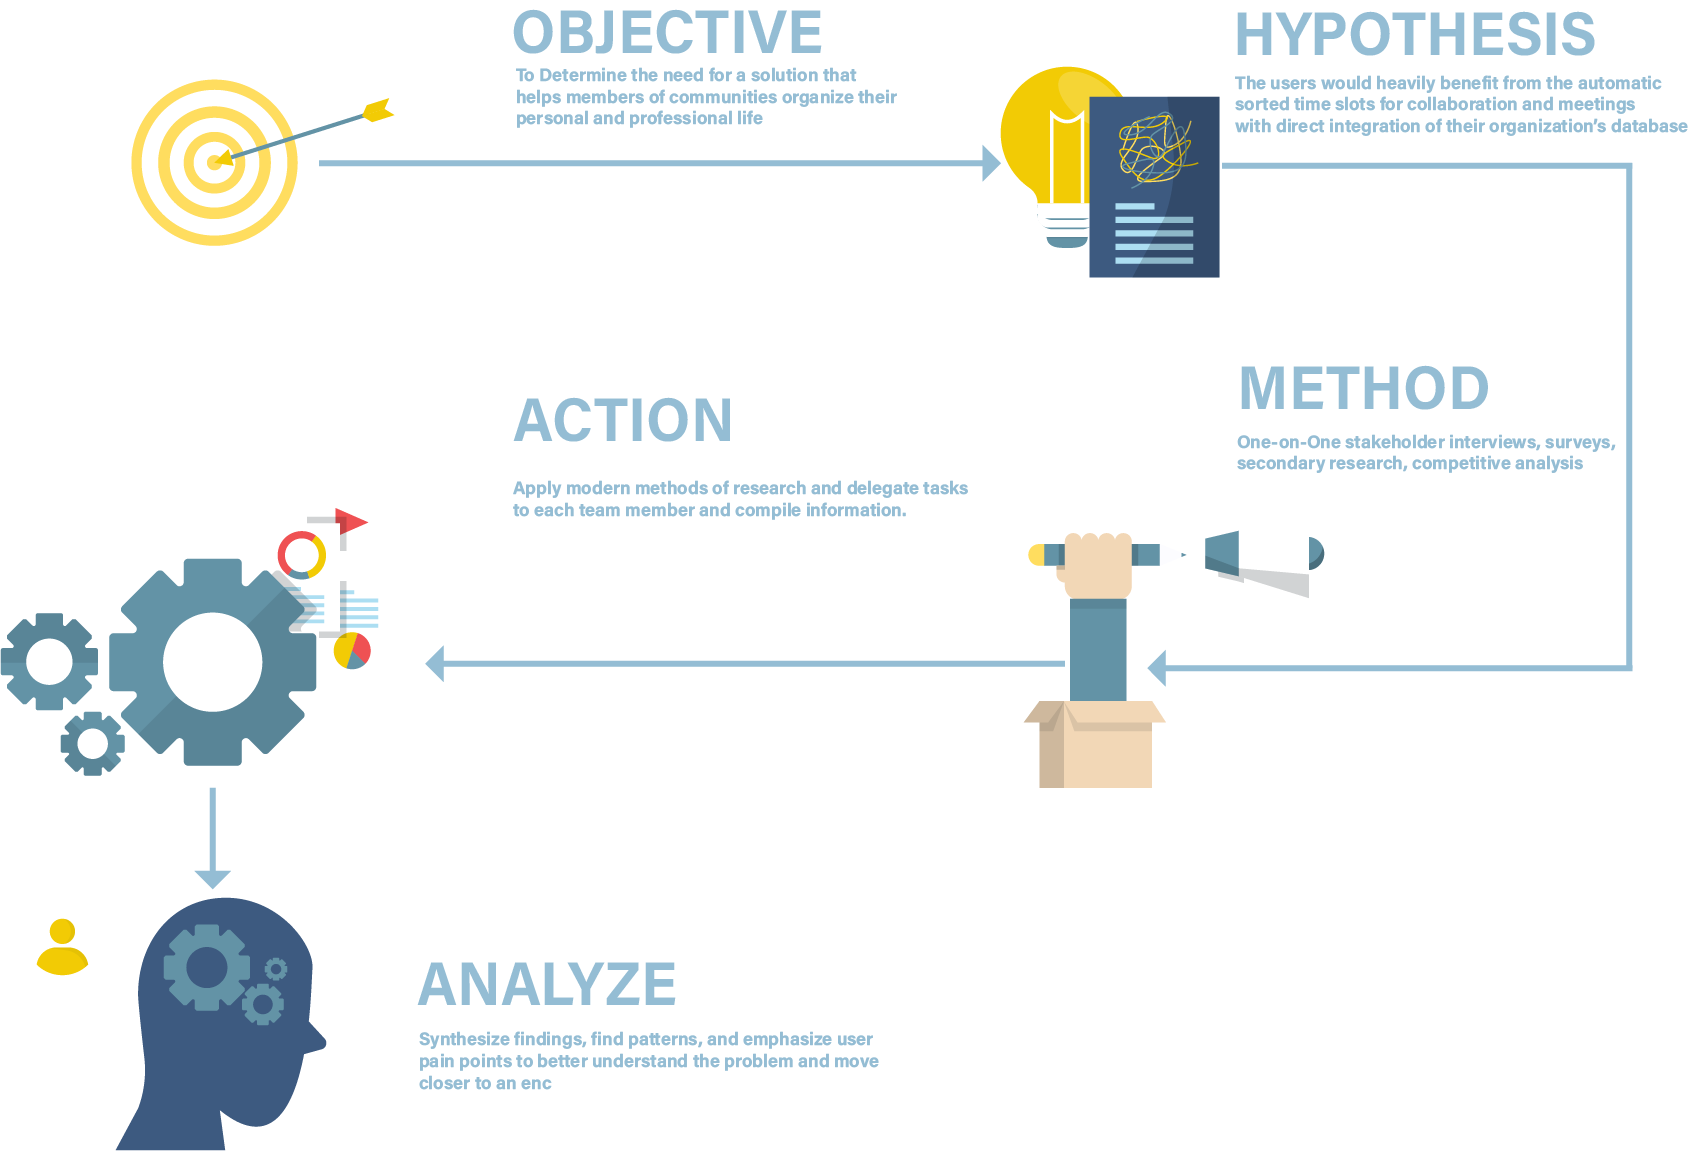 OBJECTIVE
To Determine the need for a solution that
helps members of communities organize their
personal and professional life
HYPOTHESIS
The users would heavily benefit from the automatic
sorted time slots for collaboration and meetings
with direct integration of their organization's database
METHOD
One-on-One stakeholder interviews, surveys,
secondary research, competitive analysis
ACTION
Apply modern methods of research and delegate tasks
to each team member and compile information.
ANALYZE
Synthesize findings, find patterns, and emphasize user
pain points to better understand the problem and move
closer to an enc